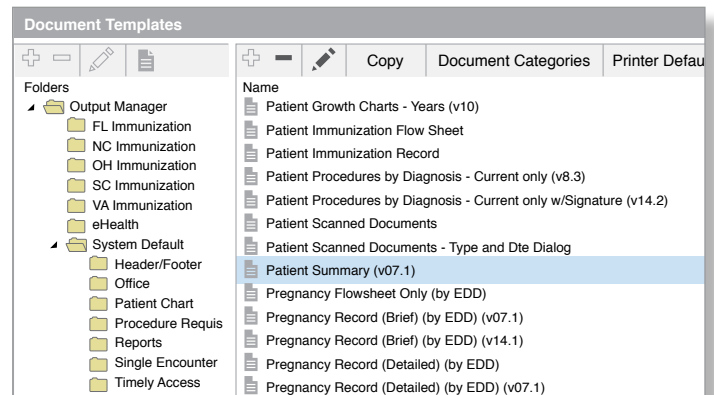 Document Templates
Copy
Document Categories
Printer Defau
Folders
Output Manager
FL Immunization
NC Immunization
OH Immunization
SC Immunization
VA Immunization
eHealth
System Default
Header/Footer
Office
Patient Chart
Procedure Requis
Reports
Single Encounter
Timely Access
Name
Patient Growth Charts - Years (v10)
Patient Immunization Flow Sheet
Patient Immunization Record
Patient Procedures by Diagnosis - Current only (v8.3)
Patient Procedures by Diagnosis - Current only w/Signature (v14.2)
Patient Scanned Documents
Patient Scanned Documents - Type and Dte Dialog
Patient Summary (v07.1)
Pregnancy Flowsheet Only (by EDD)
Pregnancy Record (Brief) (by EDD) (v07.1)
Pregnancy Record (Brief) (by EDD) (v14.1)
Pregnancy Record (Detailed) (by EDD)
Pregnancy Record (Detailed) (by EDD) (v07.1)